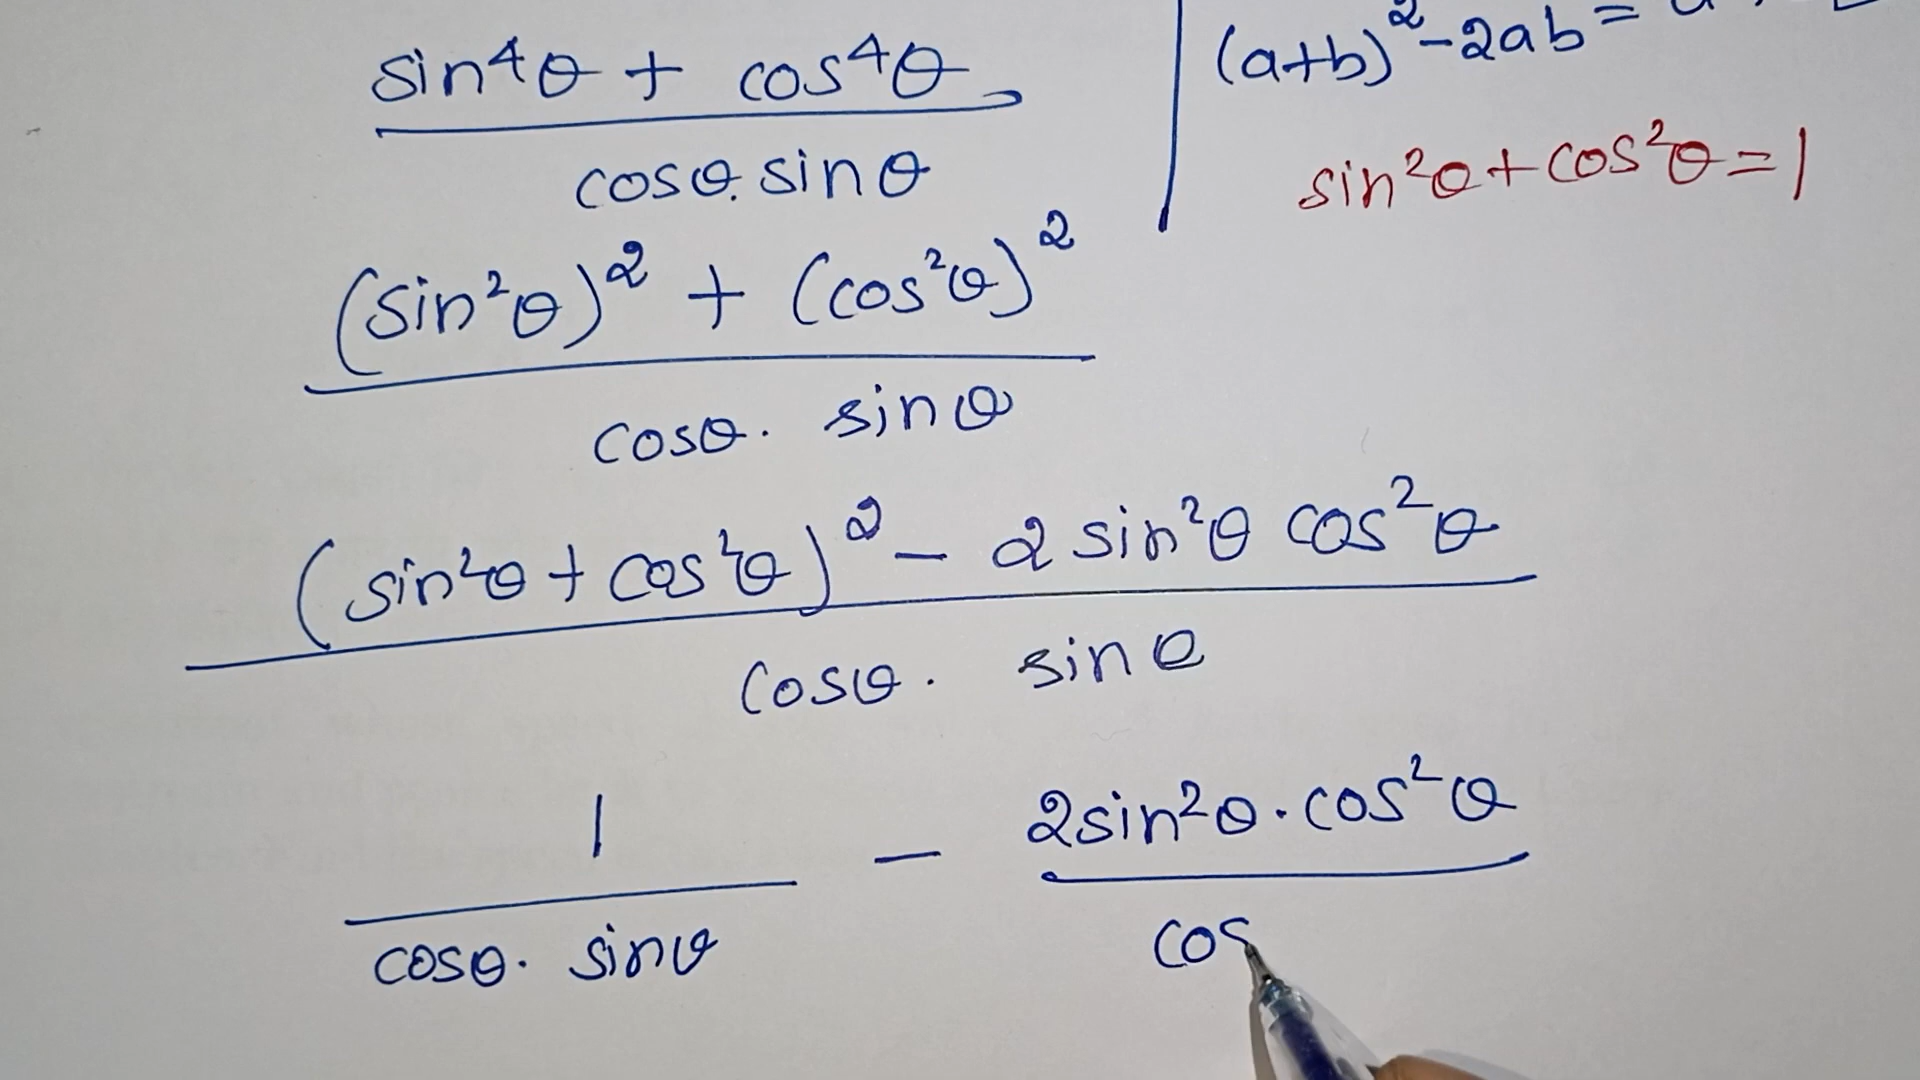 sin⁴θ + cos⁴θ
cosθ. sinθ
(a+b)² - 2ab =
sin²θ + cos²θ = 1
(sin²θ)² + (cos²θ)²
cosθ. sinθ
(sin²θ + cos²θ)² - 2 sin²θ cos²θ
cosθ. sinθ
1 - 2sin²θ. cos²θ
cosθ. sinθ cos